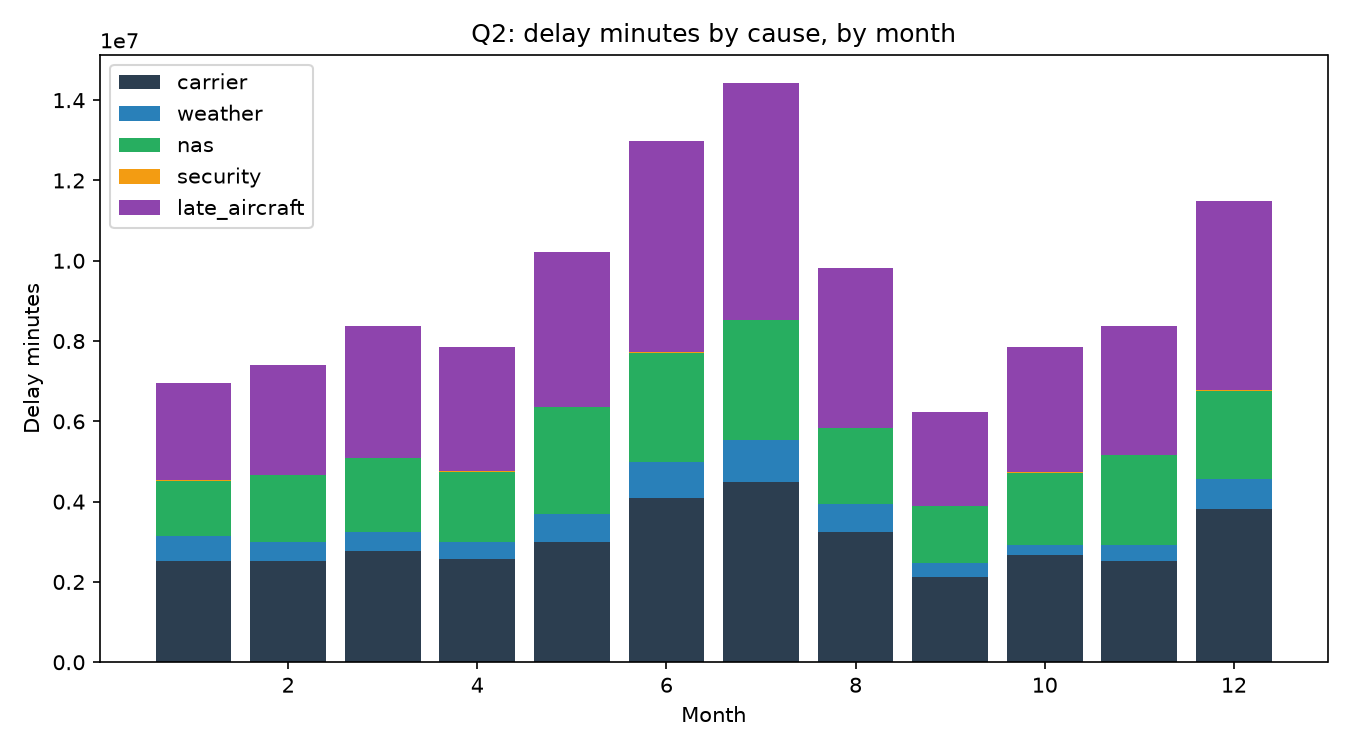 Q2: delay minutes by cause, by month
1e7
carrier
weather
nas
security
late_aircraft
1.4
1.2
1.0
0.8
0.6
0.4
0.2
0.0
Delay minutes
2 4 6 8 10 12
Month